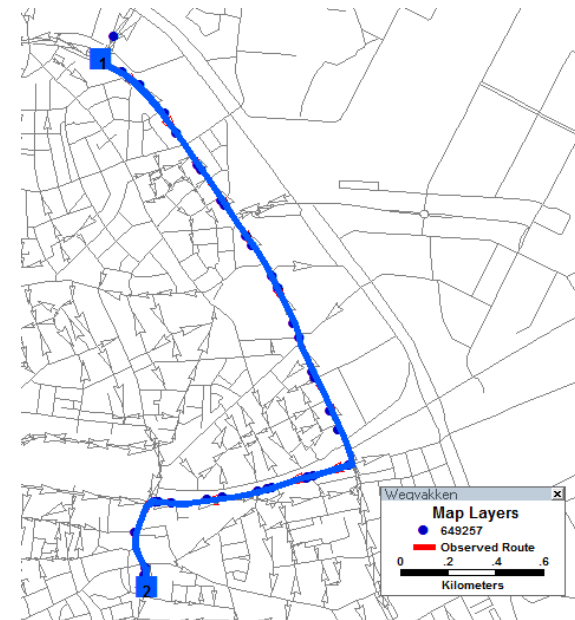 1
2
Wegvakken
Map Layers
649257
Observed Route
0 .2 .4 .6
Kilometers